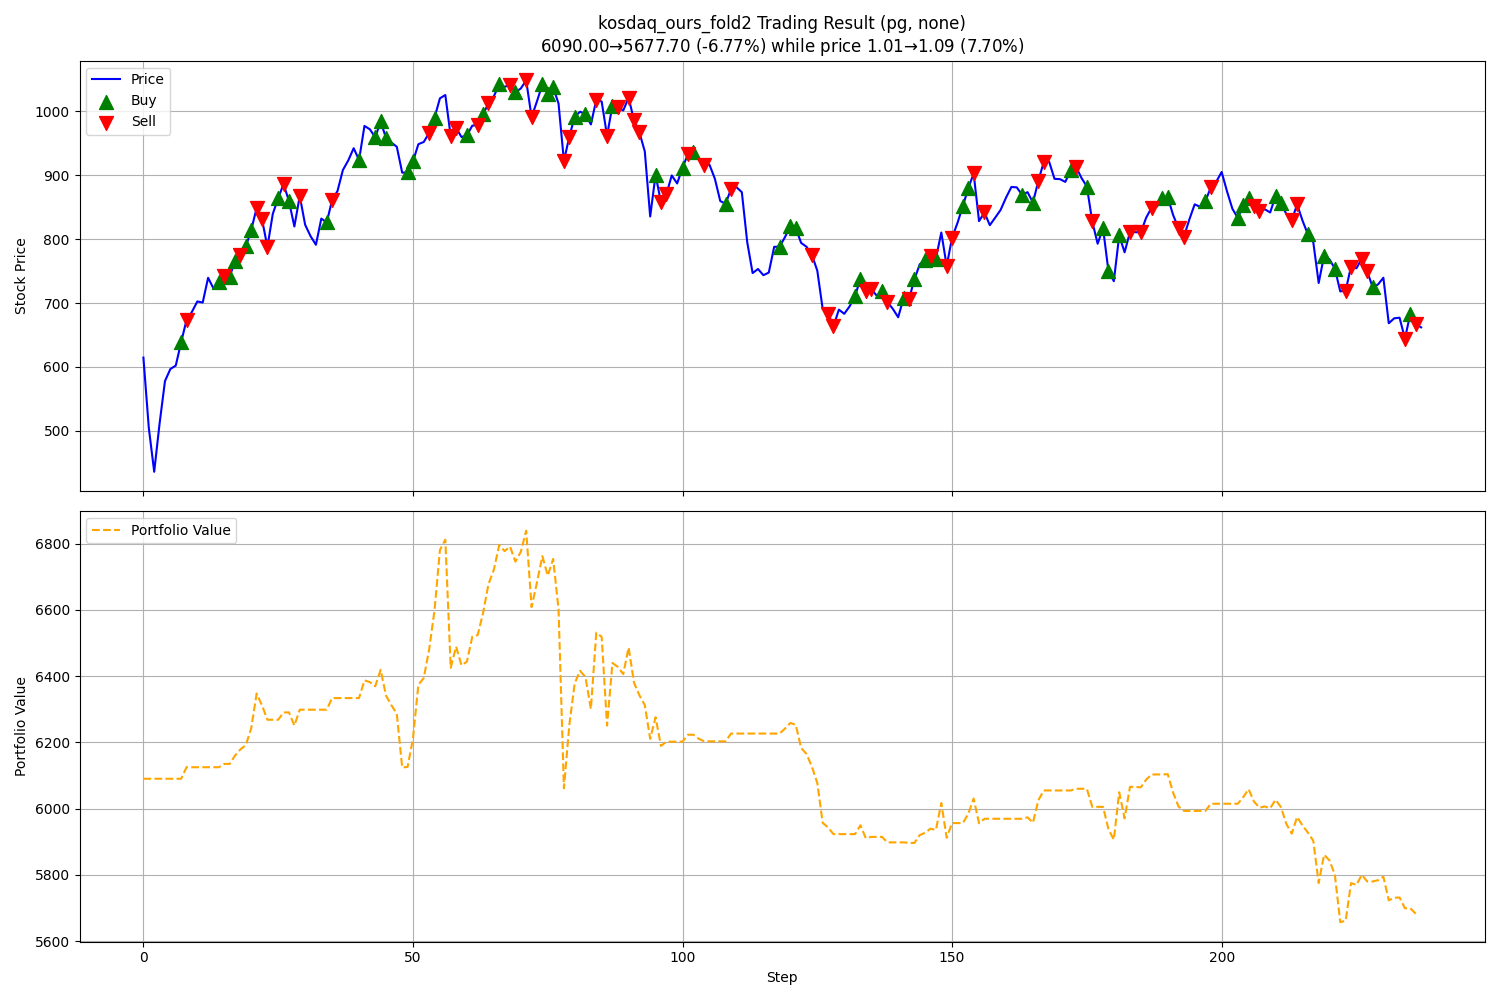 kosdaq_ours_fold2 Trading Result (pg, none)
6090.00→5677.70 (-6.77%) while price 1.01→1.09 (7.70%)
Price
Buy
Sell
Stock Price
1000
900
800
700
600
500
Portfolio Value
Portfolio Value
6800
6600
6400
6200
6000
5800
5600
0 50 100 150 200
Step